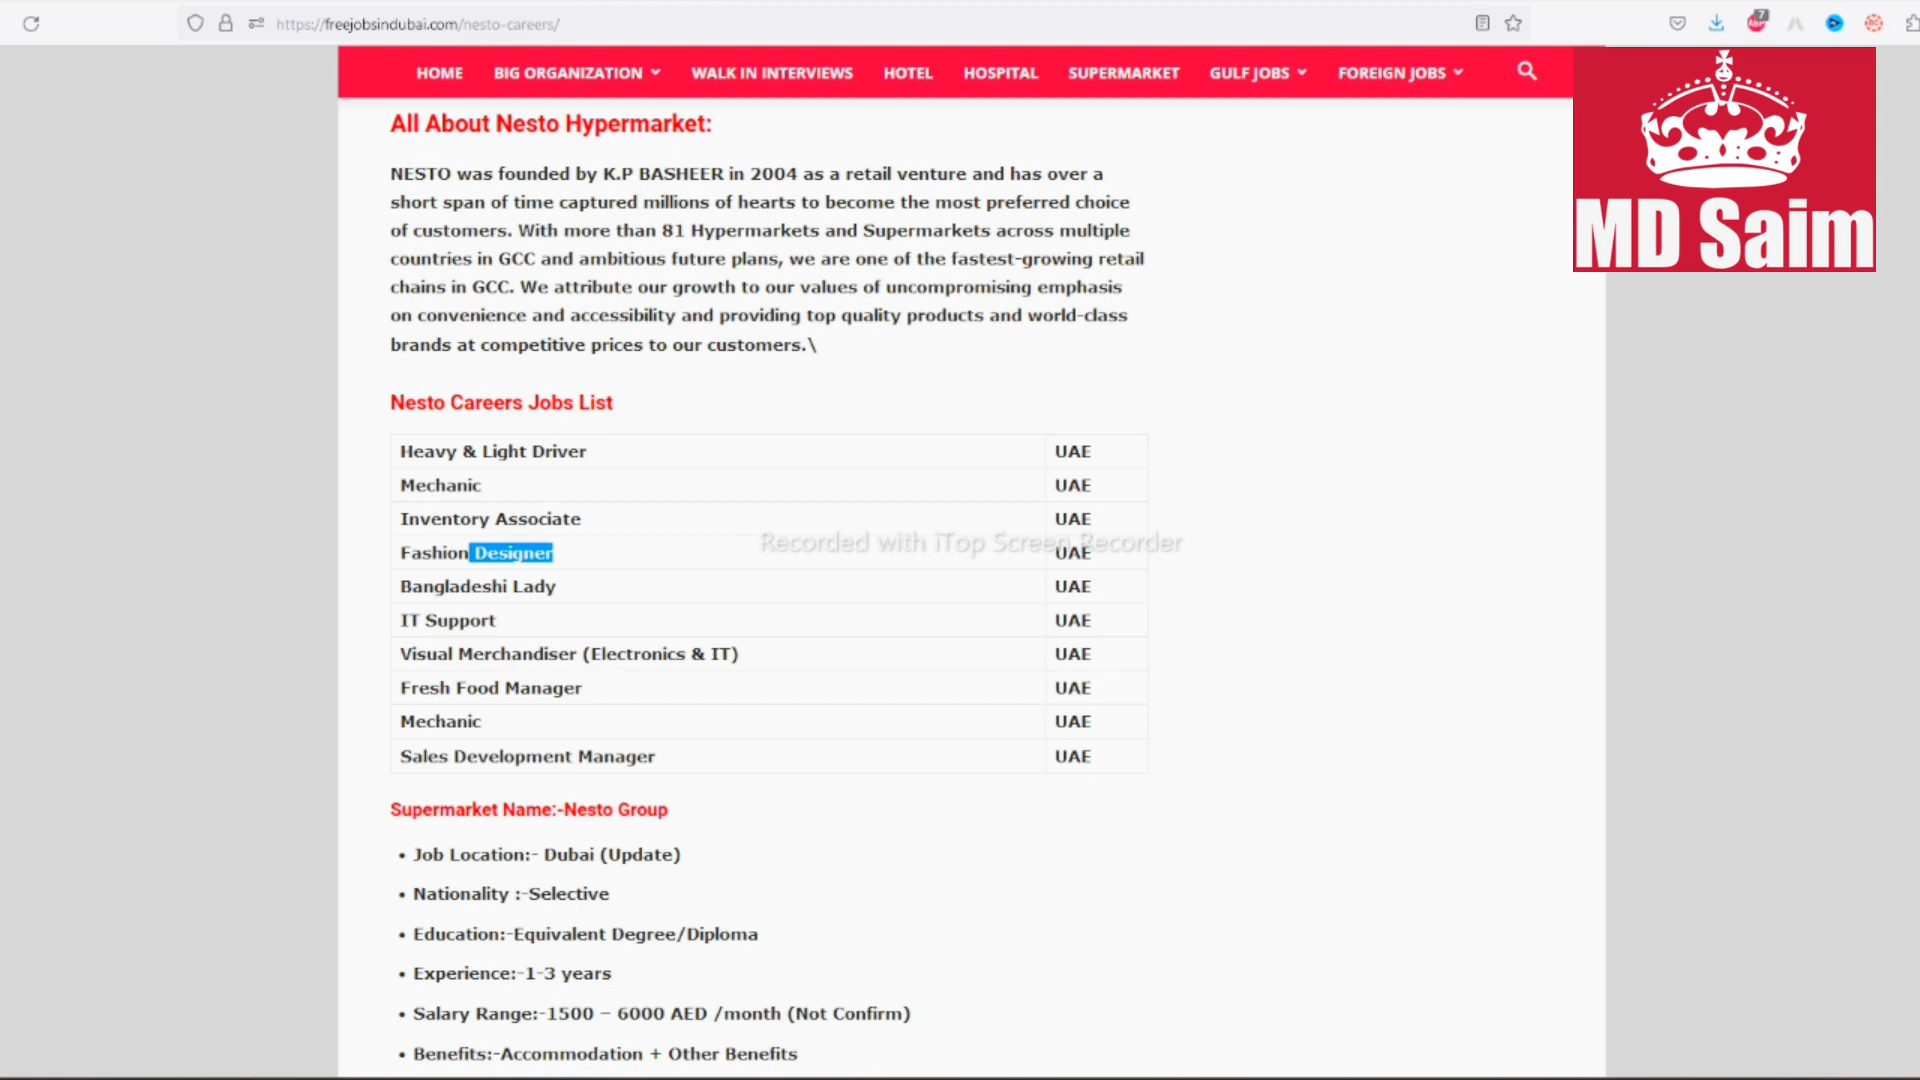 https://freejobsindubai.com/nesto-careers/
7
ABP
HOME BIG ORGANIZATION WALK IN INTERVIEWS HOTEL HOSPITAL SUPERMARKET GULF JOBS FOREIGN JOBS
MD Saim
All About Nesto Hypermarket:
NESTO was founded by K.P BASHEER in 2004 as a retail venture and has over a
short span of time captured millions of hearts to become the most preferred choice
of customers. With more than 81 Hypermarkets and Supermarkets across multiple
countries in GCC and ambitious future plans, we are one of the fastest-growing retail
chains in GCC. We attribute our growth to our values of uncompromising emphasis
on convenience and accessibility and providing top quality products and world-class
brands at competitive prices to our customers.\
Nesto Careers Jobs List
Heavy & Light Driver UAE
Mechanic UAE
Inventory Associate UAE
Recorded with iTop Screen Recorder
Fashion Designer UAE
Bangladeshi Lady UAE
IT Support UAE
Visual Merchandiser (Electronics & IT) UAE
Fresh Food Manager UAE
Mechanic UAE
Sales Development Manager UAE
Supermarket Name:-Nesto Group
• Job Location:- Dubai (Update)
• Nationality :-Selective
• Education:-Equivalent Degree/Diploma
• Experience:-1-3 years
• Salary Range:-1500 – 6000 AED /month (Not Confirm)
• Benefits:-Accommodation + Other Benefits